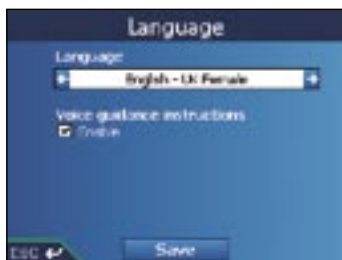 Language
Language
English - UK Female
Voice guidance instructions
Enable
ESC
Save